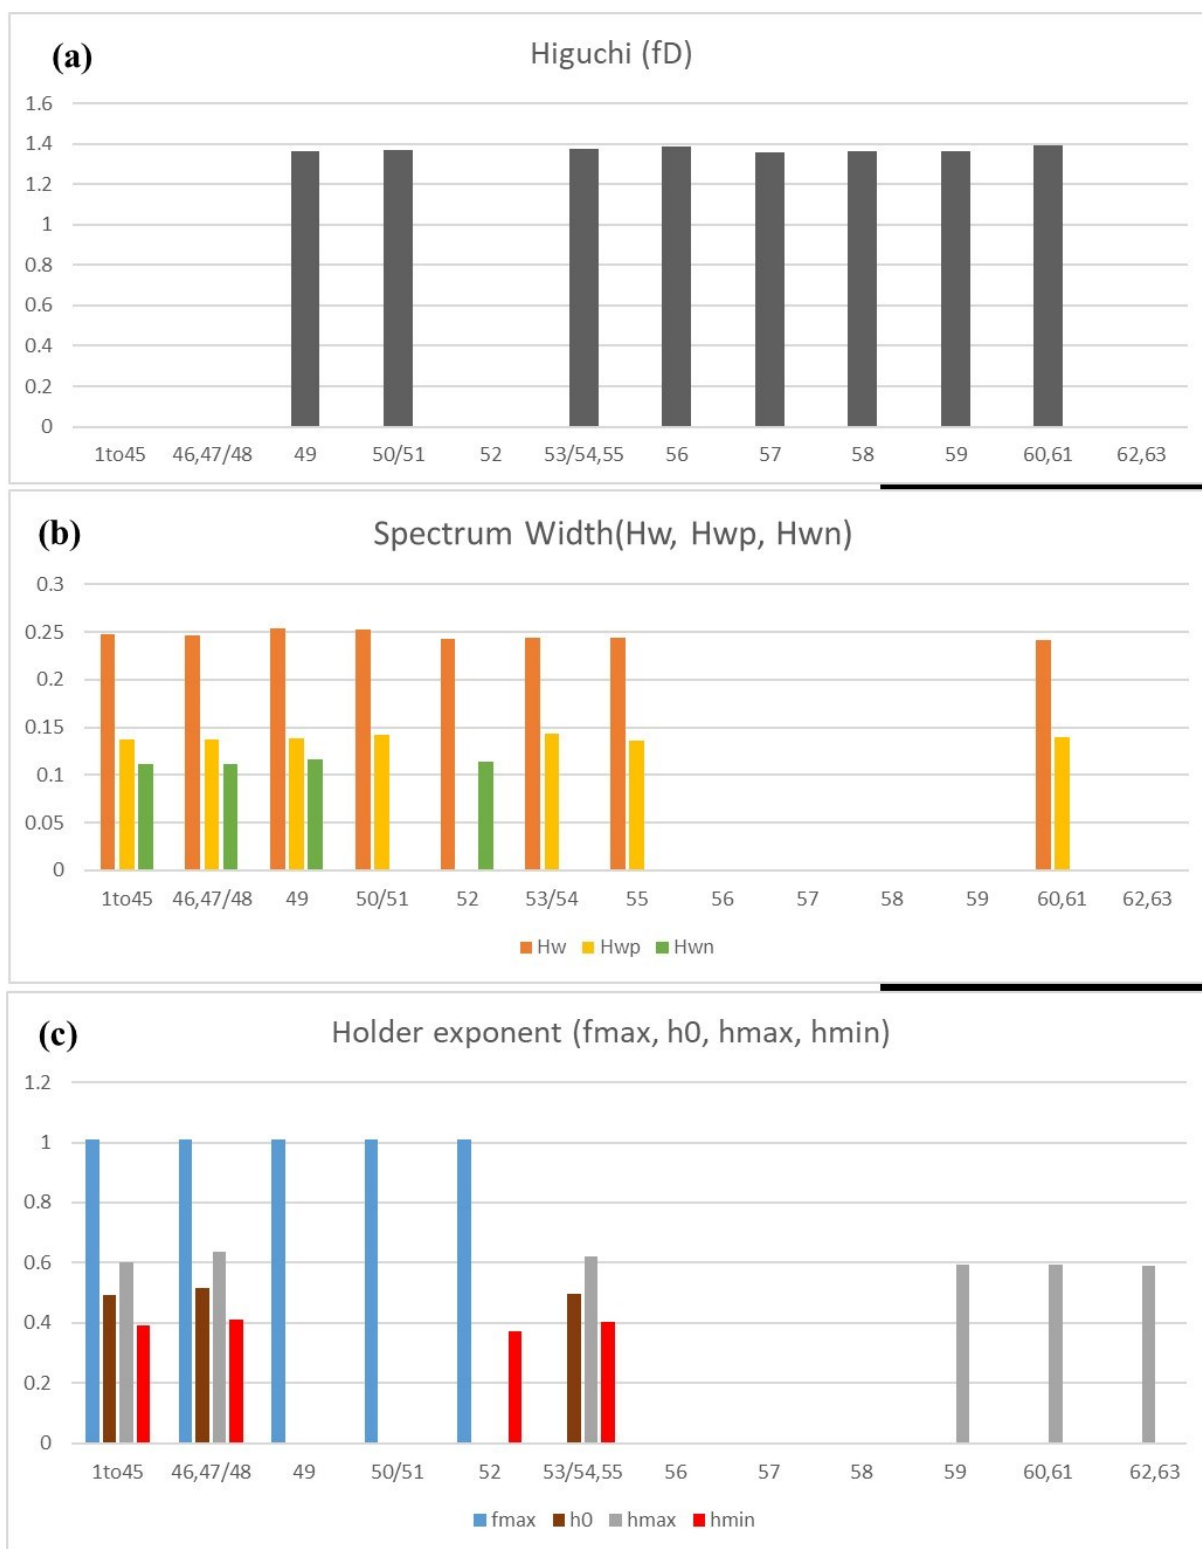 (a) Higuchi (fD)
1.6
1.4
1.2
1
0.8
0.6
0.4
0.2
0
1to45 46,47/48 49 50/51 52 53/54,55 56 57 58 59 60,61 62,63
(b) Spectrum Width(Hw, Hwp, Hwn)
0.3
0.25
0.2
0.15
0.1
0.05
0
1to45 46,47/48 49 50/51 52 53/54 55 56 57 58 59 60,61 62,63
Hw Hwp Hwn
(c) Holder exponent (fmax, h0, hmax, hmin)
1.2
1
0.8
0.6
0.4
0.2
0
1to45 46,47/48 49 50/51 52 53/54,55 56 57 58 59 60,61 62,63
fmax h0 hmax hmin